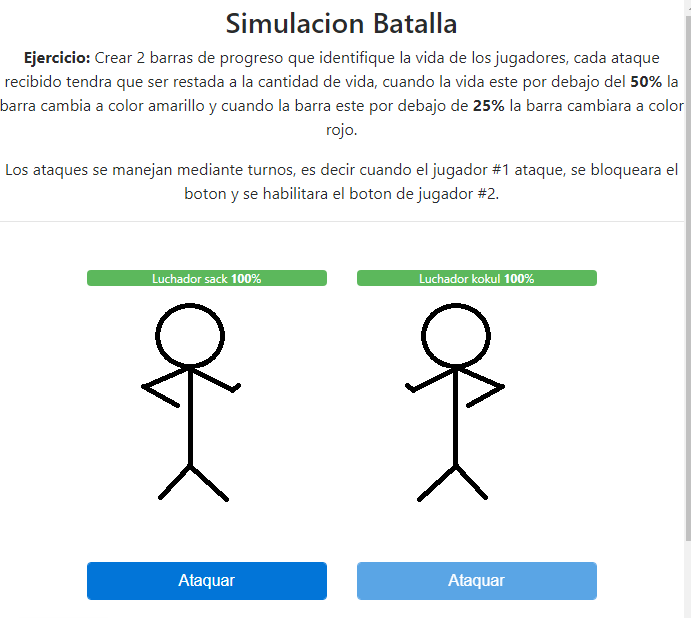 Simulacion Batalla
Ejercicio: Crear 2 barras de progreso que identifique la vida de los jugadores, cada ataque
recibido tendra que ser restada a la cantidad de vida, cuando la vida este por debajo del 50% la
barra cambia a color amarillo y cuando la barra este por debajo de 25% la barra cambiara a color
rojo.
Los ataques se manejan mediante turnos, es decir cuando el jugador #1 ataque, se bloqueara el
boton y se habilitara el boton de jugador #2.
Luchador sack 100%
Luchador kokul 100%
Ataquar
Ataquar